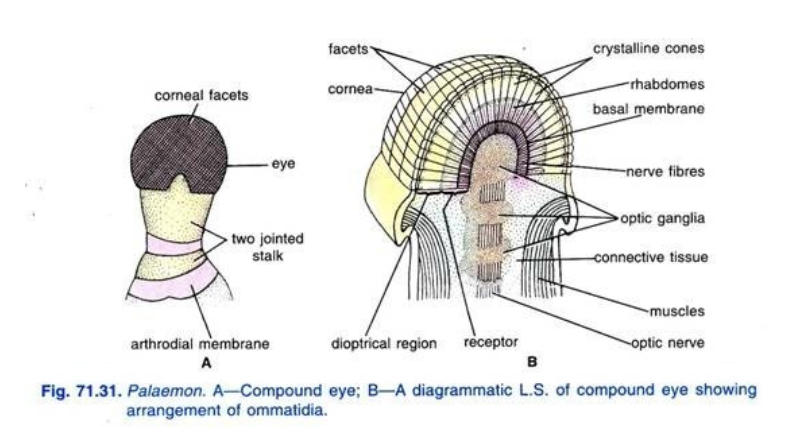 corneal facets
eye
two jointed
stalk
arthrodial membrane
A
facets
cornea
crystalline cones
rhabdomes
basal membrane
nerve fibres
optic ganglia
connective tissue
muscles
optic nerve
dioptrical region
receptor
B
Fig. 71.31. Palaemon. A—Compound eye; B—A diagrammatic L.S. of compound eye showing
arrangement of ommatidia.